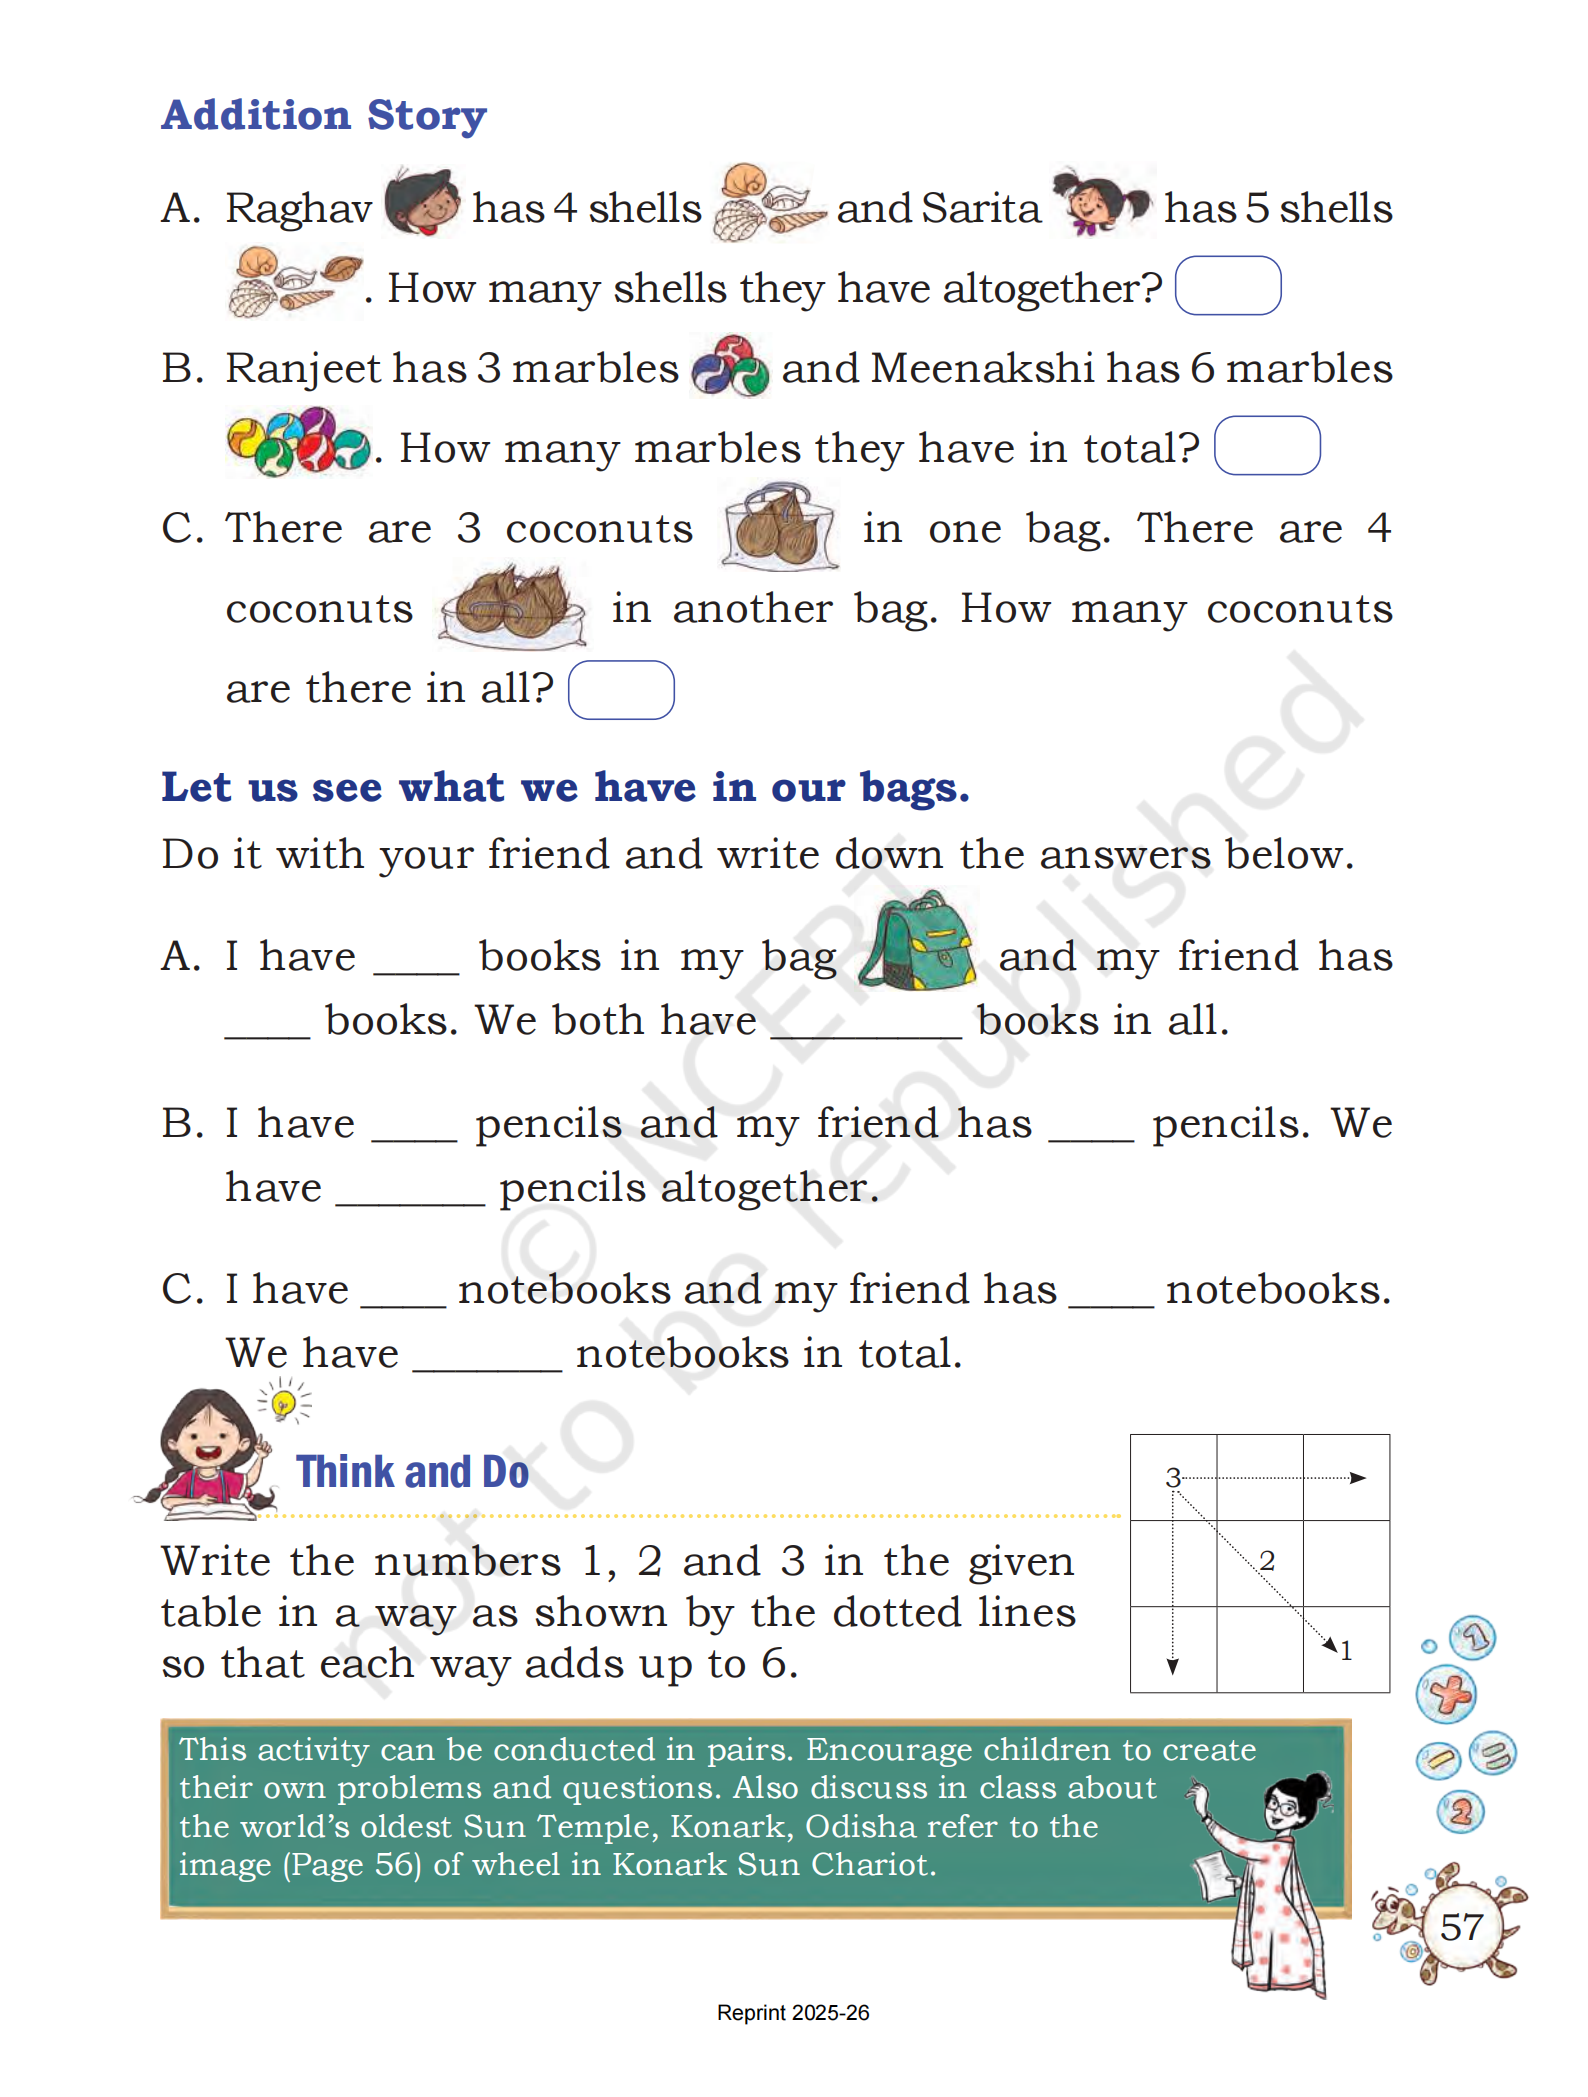 Addition Story
A. Raghav has 4 shells and Sarita has 5 shells
. How many shells they have altogether?
B. Ranjeet has 3 marbles and Meenakshi has 6 marbles
. How many marbles they have in total?
C. There are 3 coconuts in one bag. There are 4
coconuts in another bag. How many coconuts
are there in all?
Let us see what we have in our bags.
Do it with your friend and write down the answers below.
A. I have ____ books in my bag and my friend has
____ books. We both have _________ books in all.
B. I have ____ pencils and my friend has ____ pencils. We
have _______ pencils altogether.
C. I have ____ notebooks and my friend has ____ notebooks.
We have _______ notebooks in total.
Think and Do
Write the numbers 1, 2 and 3 in the given
table in a way as shown by the dotted lines
so that each way adds up to 6.
3
2
1
This activity can be conducted in pairs. Encourage children to create
their own problems and questions. Also discuss in class about
the world's oldest Sun Temple, Konark, Odisha refer to the
image (Page 56) of wheel in Konark Sun Chariot.
1
+
−
=
2
57
Reprint 2025-26
© NCERT
not to be republished